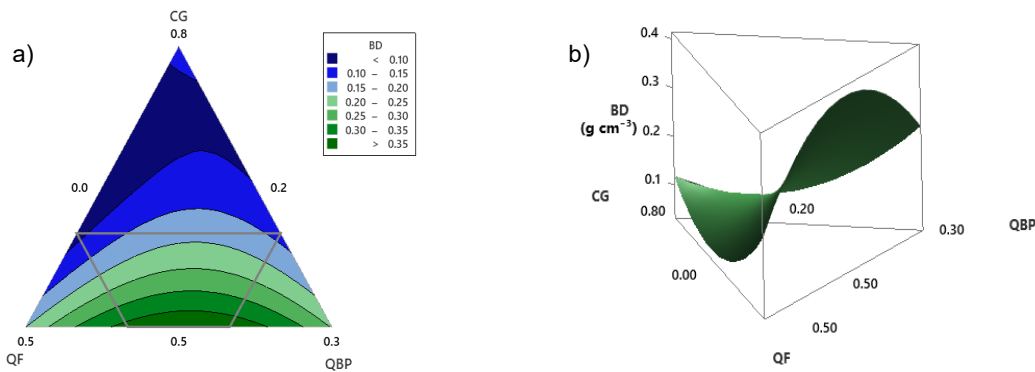 a)
CG
0.8
BD
< 0.10
0.10 – 0.15
0.15 – 0.20
0.20 – 0.25
0.25 – 0.30
0.30 – 0.35
> 0.35
0.0
0.2
0.5
0.5
0.3
QF
QBP
b)
0.4
0.3
BD
(g cm⁻³)
0.2
0.1
CG
0.80
0.20
0.30
QBP
0.00
0.50
0.50
QF